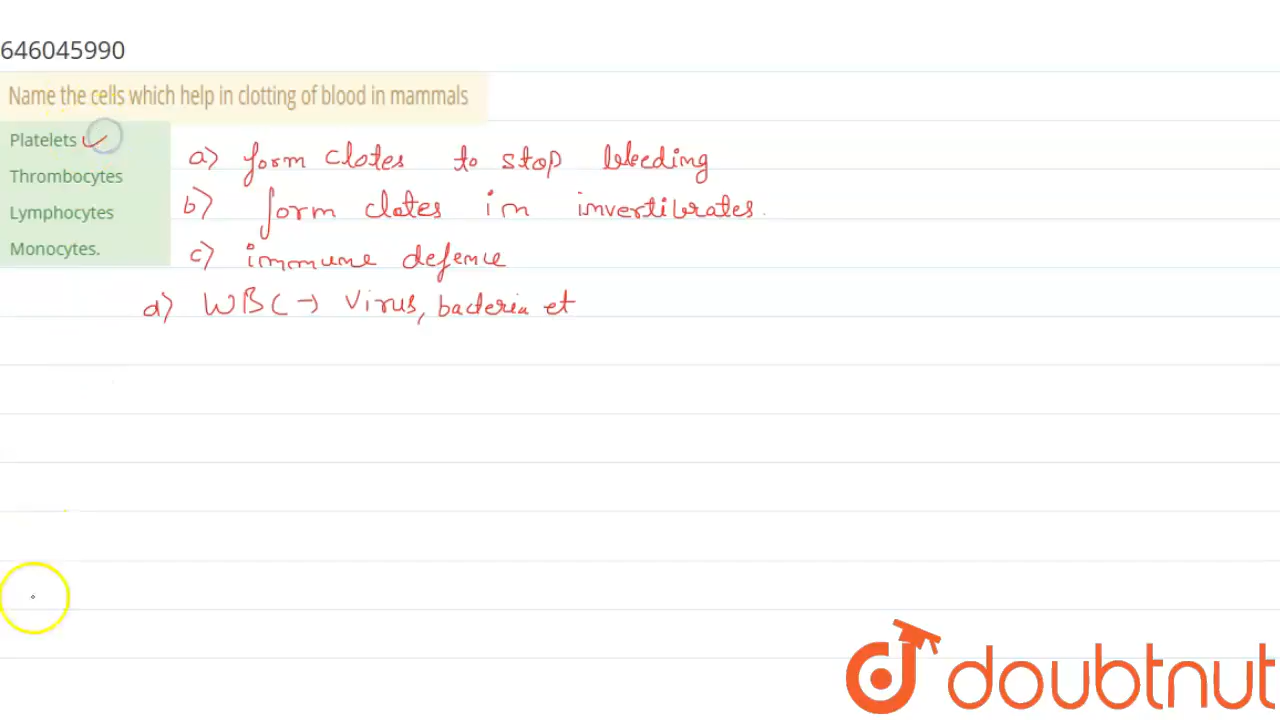 646045990
Name the cells which help in clotting of blood in mammals
Platelets
a) form clotes to stop bleeding
Thrombocytes
b) form clotes in invertibrates.
Lymphocytes
c) immune defence
Monocytes.
d) WBC → Virus, bacteria et
doubtnut